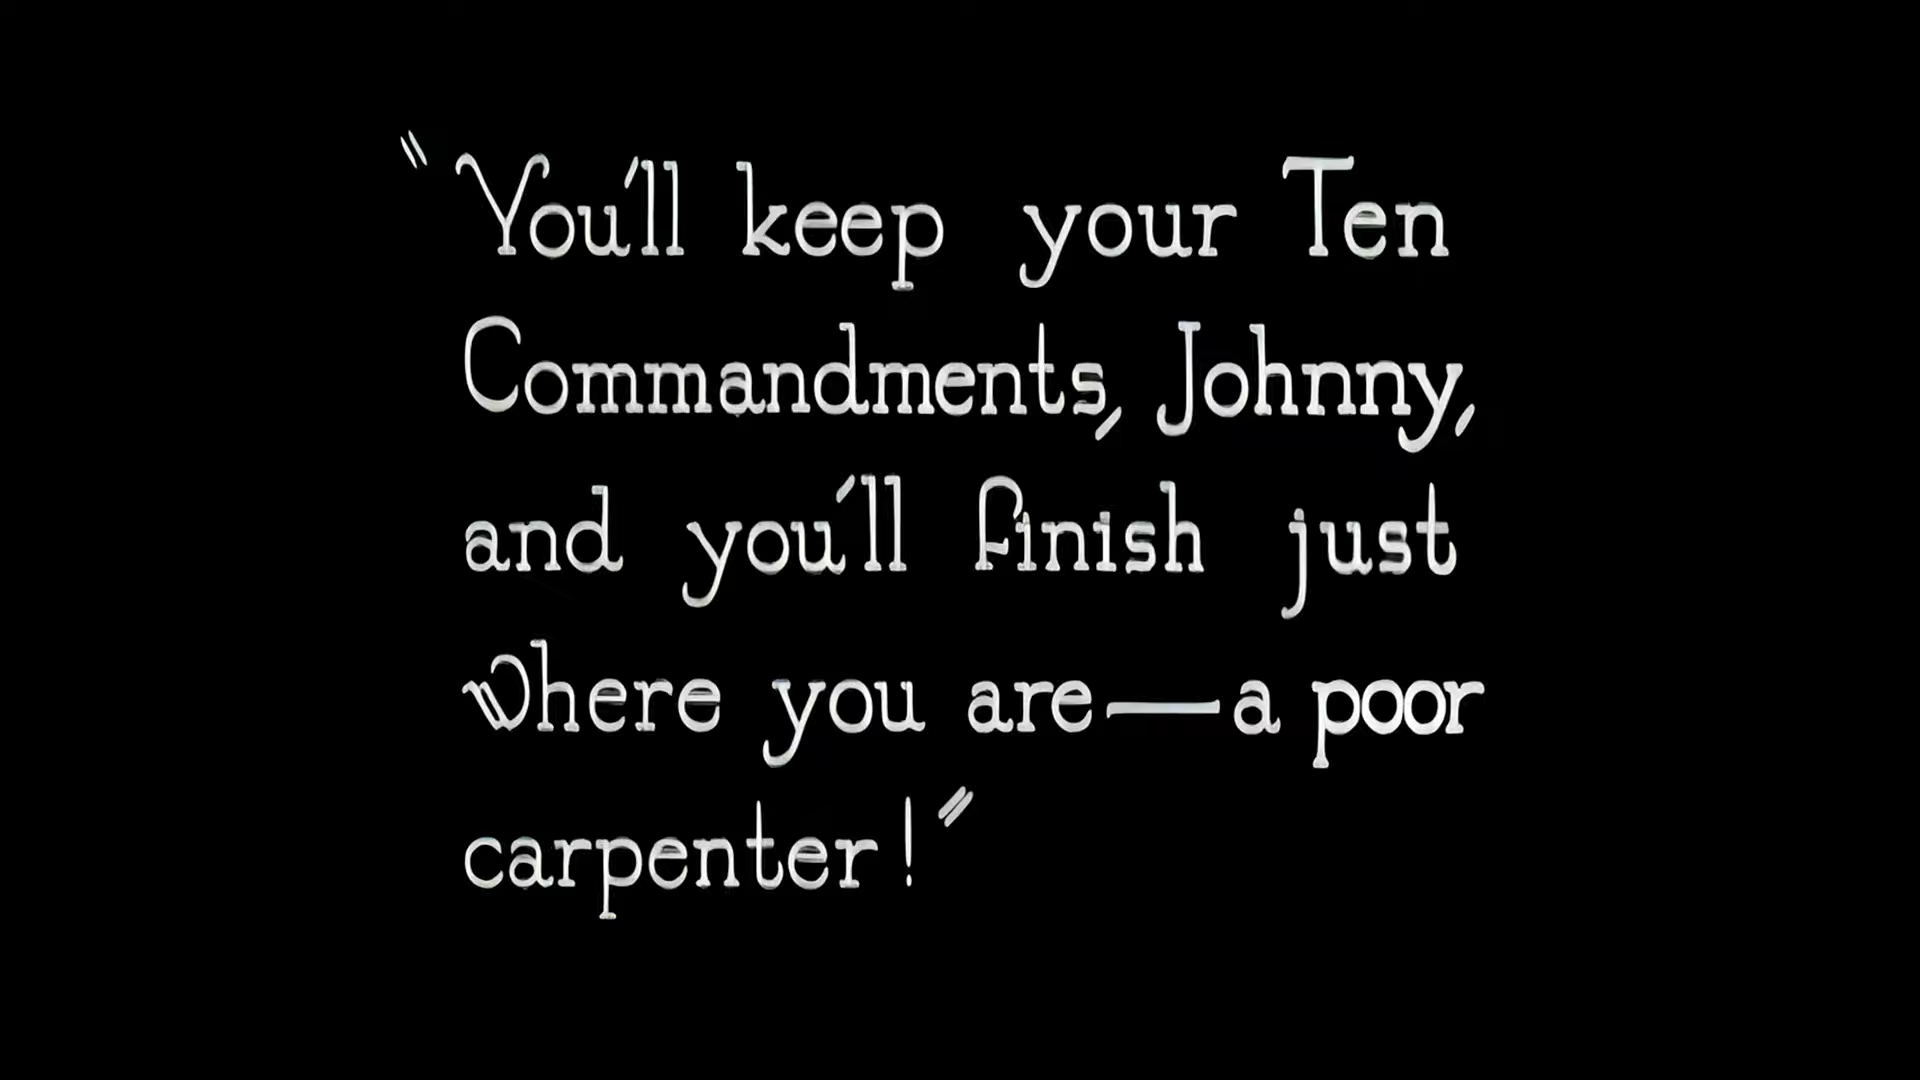 "You'll keep your Ten
Commandments, Johnny,
and you'll finish just
where you are—a poor
carpenter!"